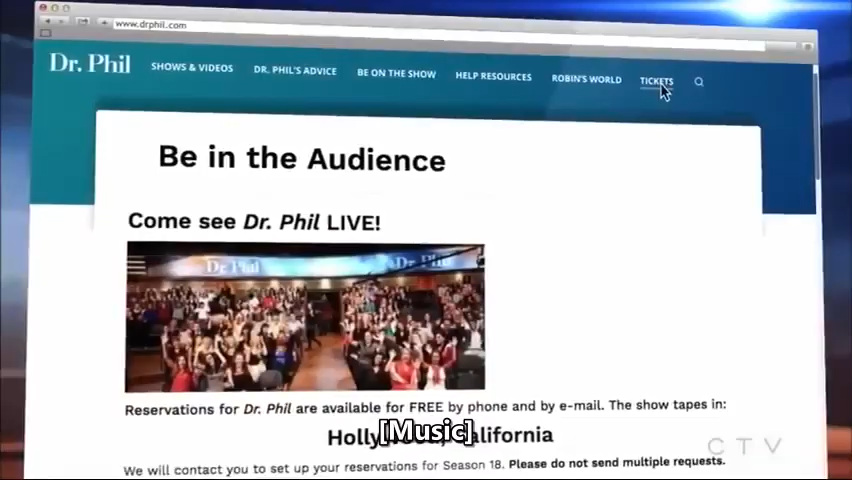 www.drphil.com
Dr. Phil SHOWS & VIDEOS DR. PHIL'S ADVICE BE ON THE SHOW HELP RESOURCES ROBIN'S WORLD TICKETS
Be in the Audience
Come see Dr. Phil LIVE!
Dr. Phil Dr. Phil
Reservations for Dr. Phil are available for FREE by phone and by e-mail. The show tapes in:
Hollywood, California
[Music]
CTV
We will contact you to set up your reservations for Season 18. Please do not send multiple requests.